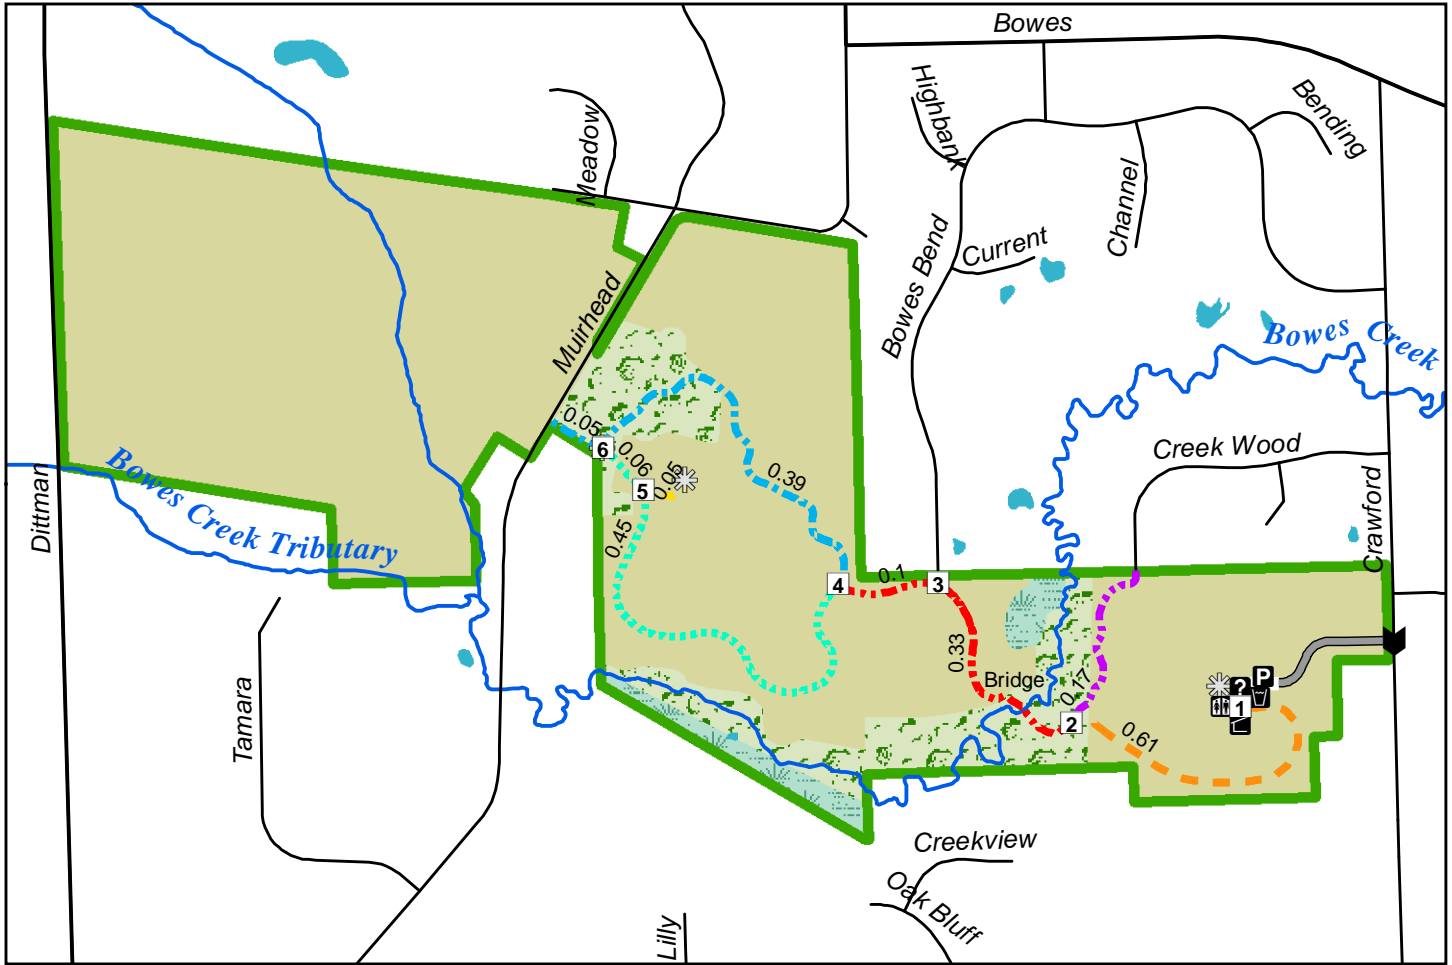 Bowes
Highbank
Bending
Meadow
Channel
Current
Bowes Bend
Muirhead
Bowes Creek
0.05
6
0.06
5
0.05
0.39
Creek Wood
Dittman
Bowes Creek Tributary
0.45
Crawford
4
0.1
3
0.33
Bridge
0.17
2
0.61
P
?
1
Tamara
Creekview
Oak Bluff
Lilly